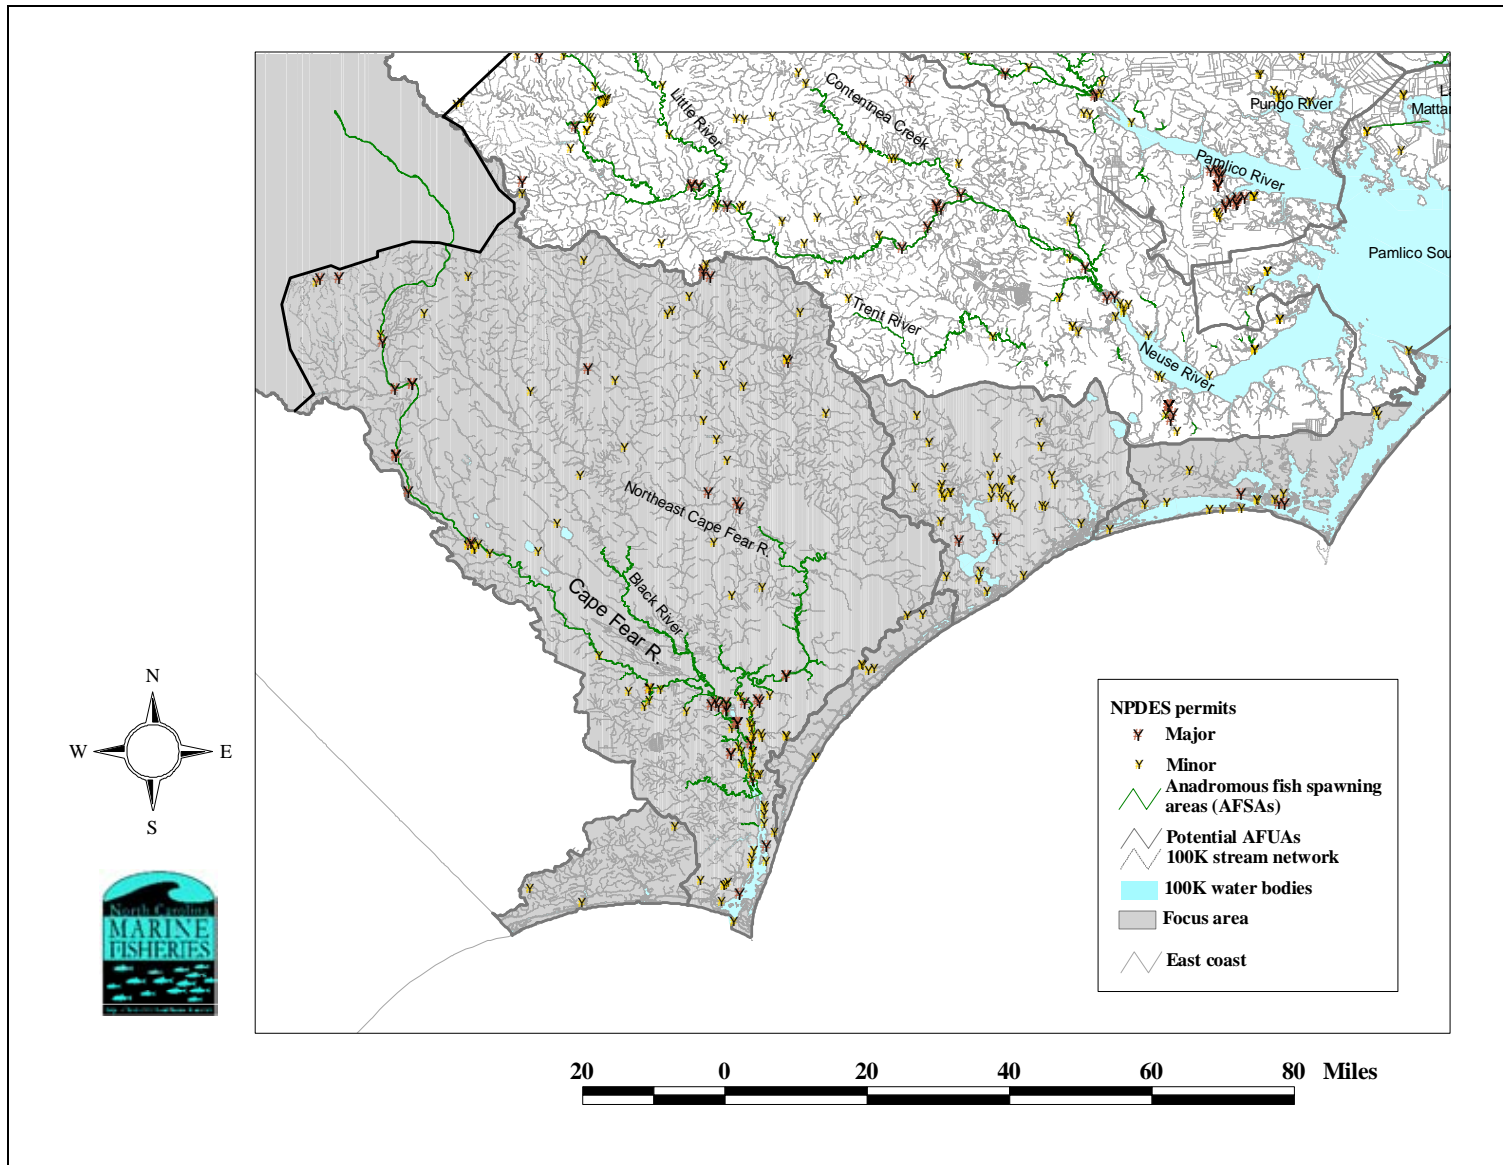 Little River
Contentnea Creek
Pungo River
Mattar
Pamlico River
Pamlico Sou
Trent River
Neuse River
Northeast Cape Fear R.
Black River
Cape Fear R.
N
W
E
S
North Carolina
MARINE
FISHERIES
NPDES permits
Major
Minor
Anadromous fish spawning
areas (AFSAs)
Potential AFUAs
100K stream network
100K water bodies
Focus area
East coast
20 0 20 40 60 80 Miles